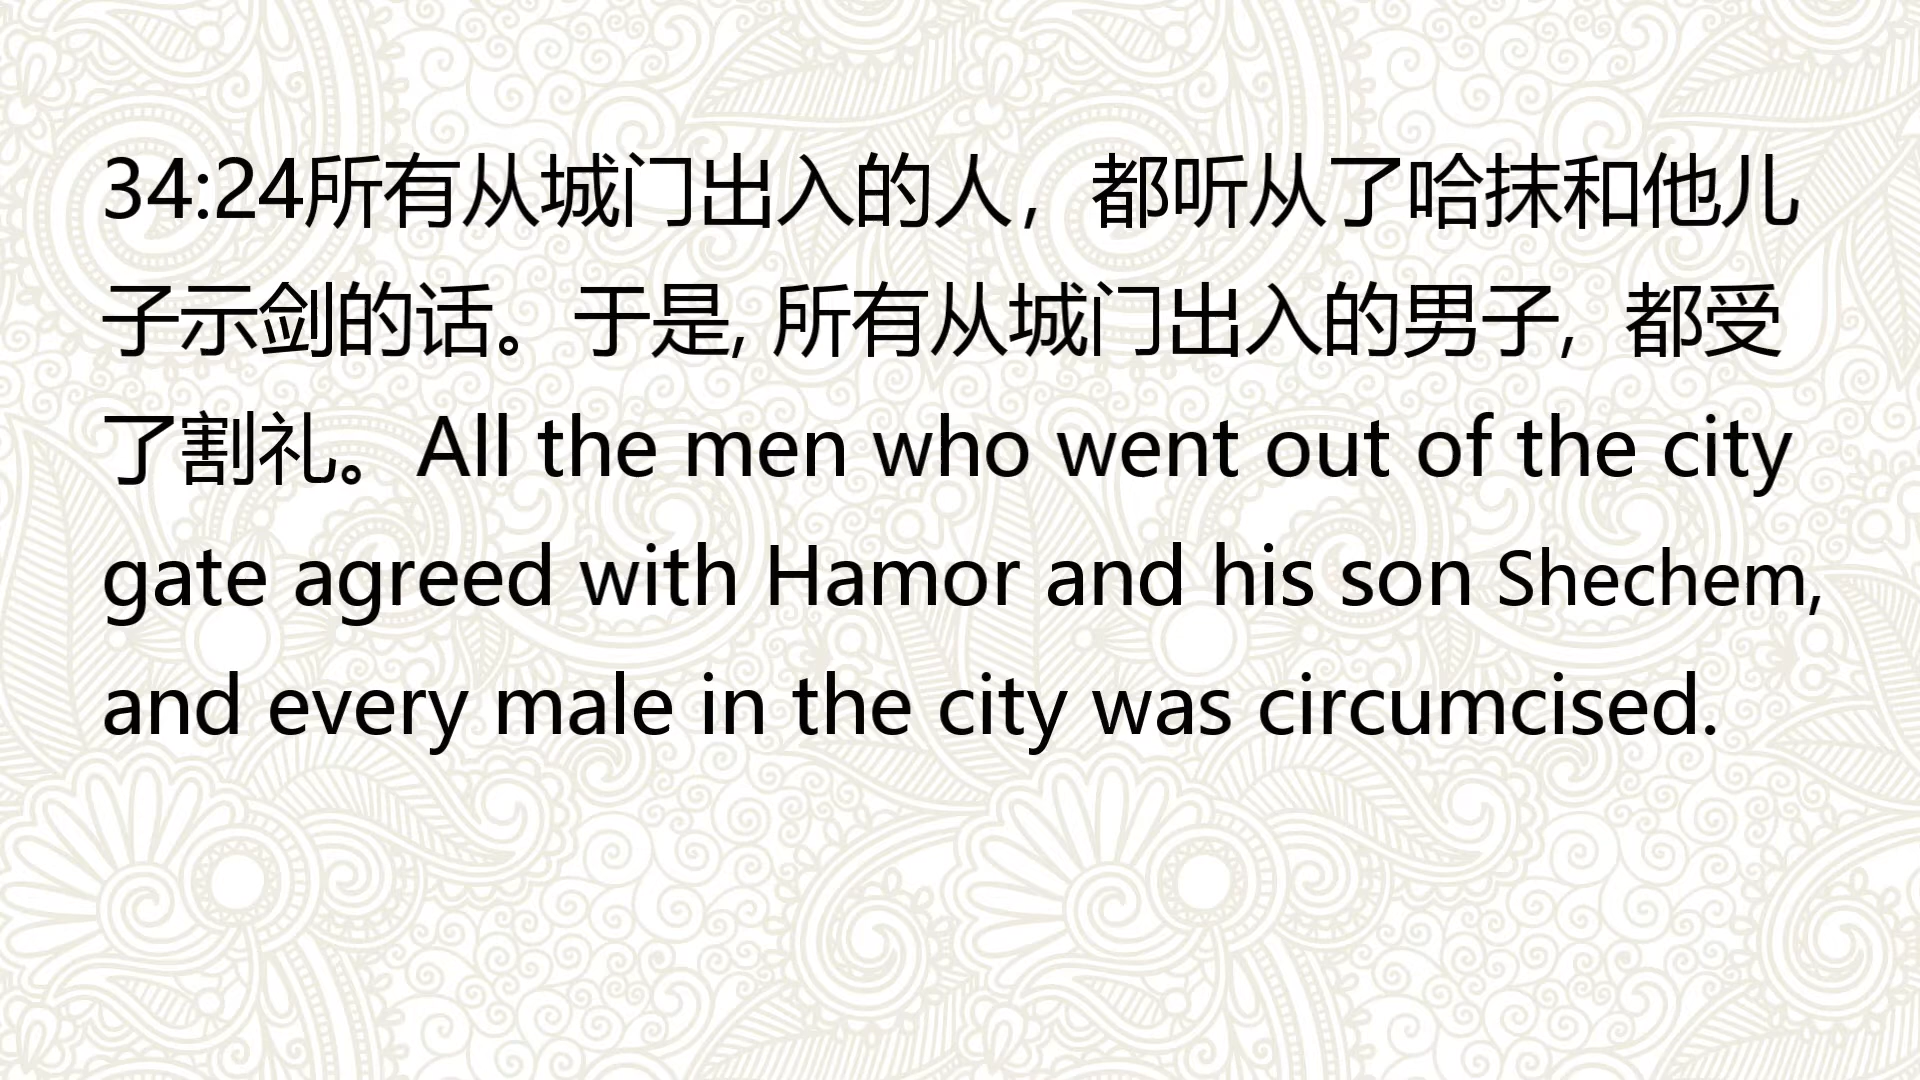 34:24所有从城门出入的人，都听从了哈抹和他儿
子示剑的话。于是, 所有从城门出入的男子，都受
了割礼。All the men who went out of the city
gate agreed with Hamor and his son Shechem,
and every male in the city was circumcised.